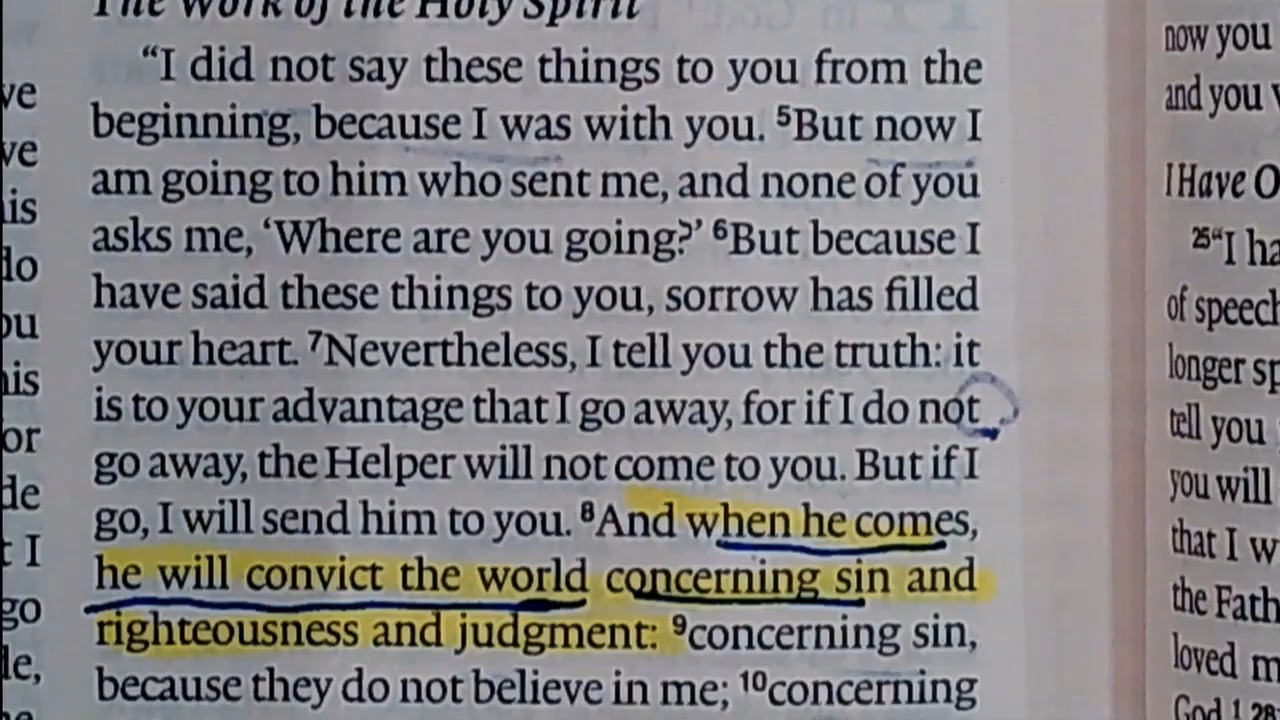 The Work of the Holy Spirit
“I did not say these things to you from the
beginning, because I was with you. ⁵But now I
am going to him who sent me, and none of you
asks me, ‘Where are you going?’ ⁶But because I
have said these things to you, sorrow has filled
your heart. ⁷Nevertheless, I tell you the truth: it
is to your advantage that I go away, for if I do not
go away, the Helper will not come to you. But if I
go, I will send him to you. ⁸And when he comes,
he will convict the world concerning sin and
righteousness and judgment: ⁹concerning sin,
because they do not believe in me; ¹⁰concerning
now you
and you
I Have O
²⁵“I ha
of speech
longer sp
tell you
you will
that I w
the Fath
loved m
God